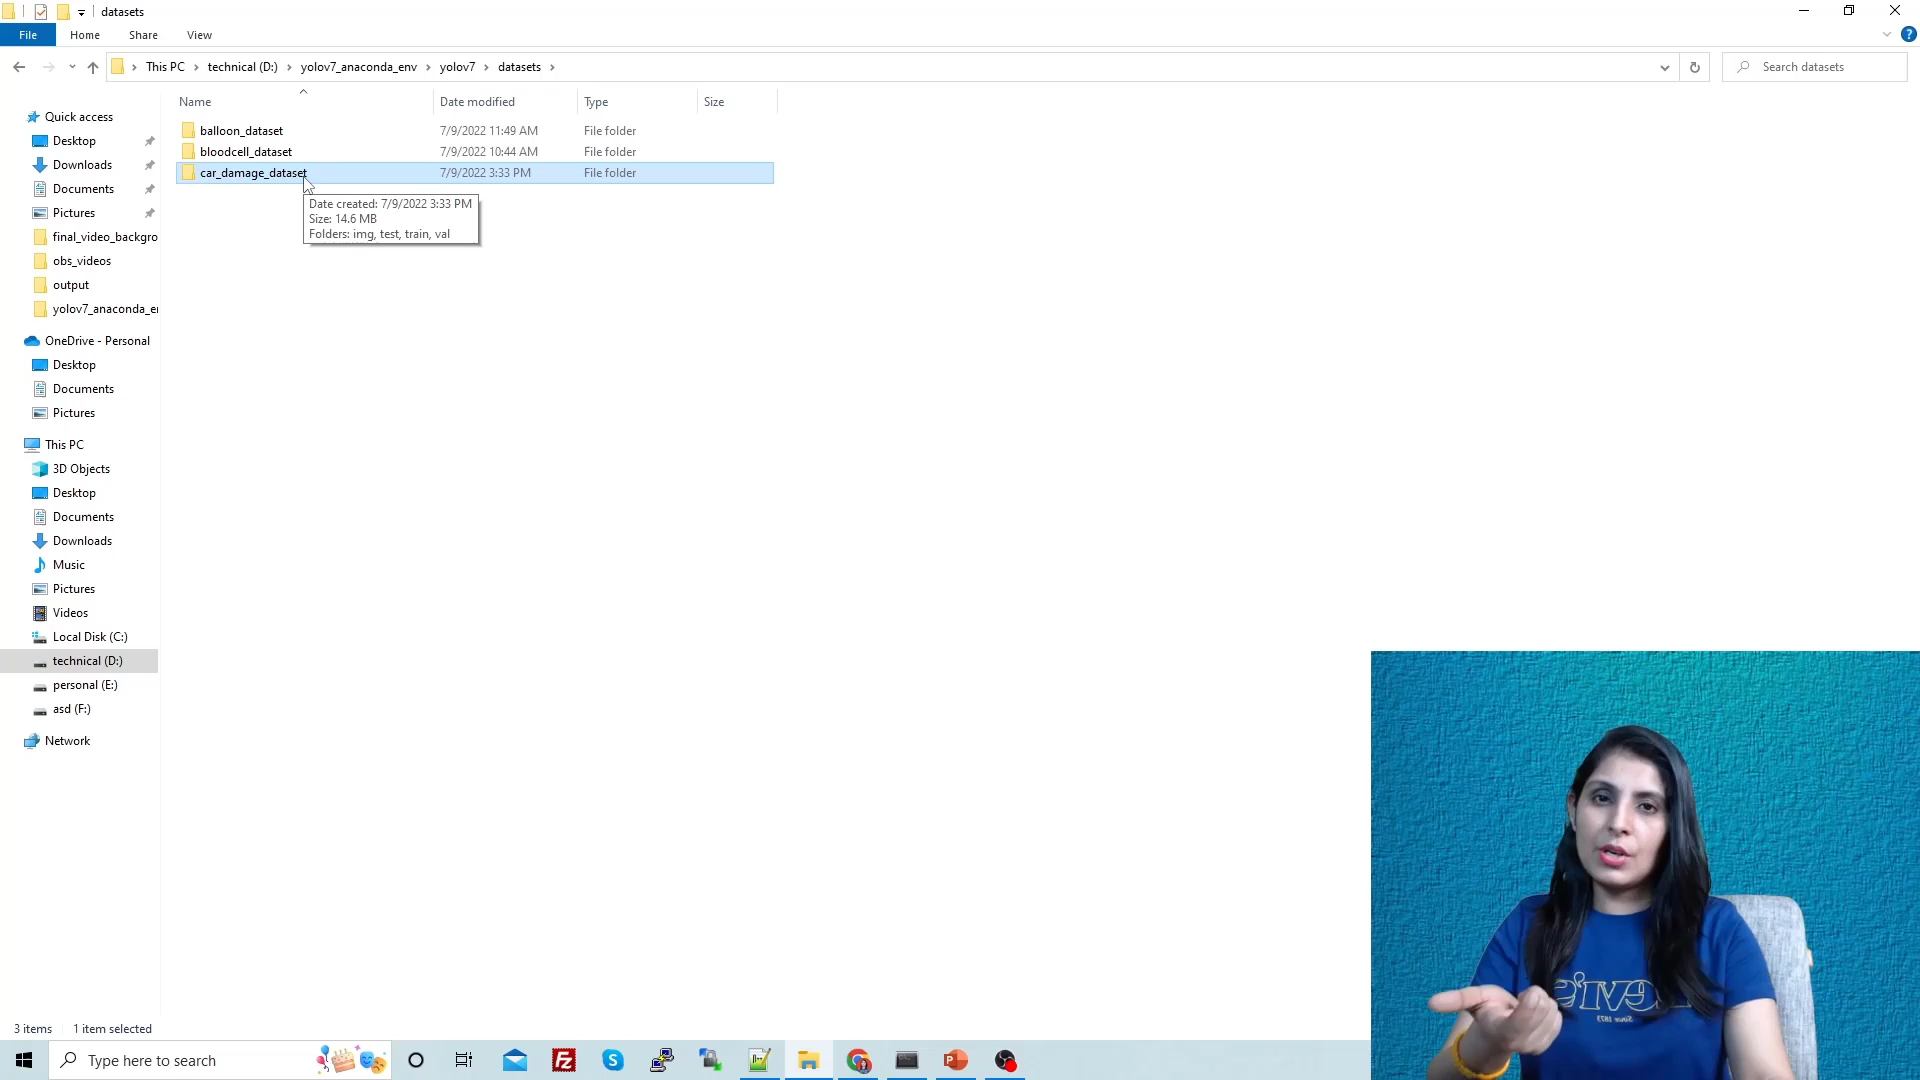 datasets
File Home Share View
This PC technical (D:) yolov7_anaconda_env yolov7 datasets
Search datasets
Name Date modified Type Size
balloon_dataset 7/9/2022 11:49 AM File folder
bloodcell_dataset 7/9/2022 10:44 AM File folder
car_damage_dataset 7/9/2022 3:33 PM File folder
Date created: 7/9/2022 3:33 PM
Size: 14.6 MB
Folders: img, test, train, val
Quick access
Desktop
Downloads
Documents
Pictures
final_video_backgro
obs_videos
output
yolov7_anaconda_e
OneDrive - Personal
Desktop
Documents
Pictures
This PC
3D Objects
Desktop
Documents
Downloads
Music
Pictures
Videos
Local Disk (C:)
technical (D:)
personal (E:)
asd (F:)
Network
3 items 1 item selected
Type here to search